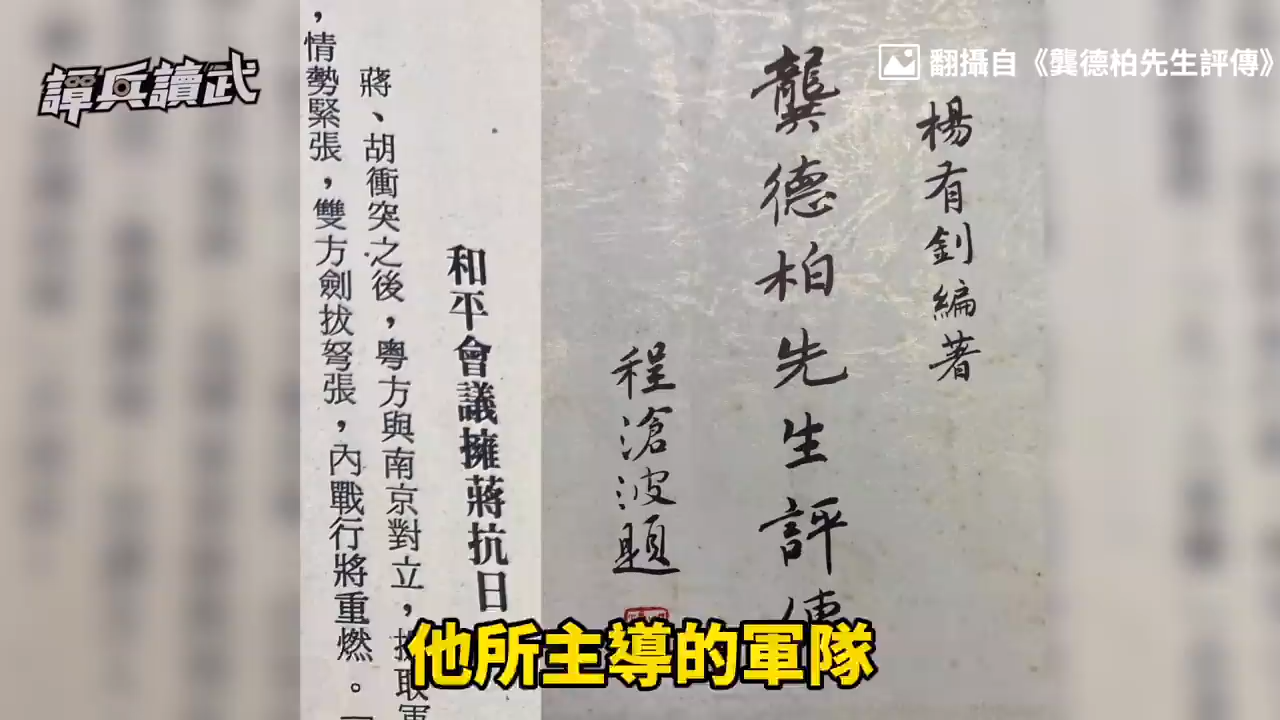 譚兵讀武
翻攝自《龔德柏先生評傳》
楊有釗編著
龔德柏先生評傳
程滄波題
和平會議擁蔣抗日
蔣、胡衝突之後，粵方與南京對立，採取軍
，情勢緊張，雙方劍拔弩張，內戰行將重燃。
他所主導的軍隊